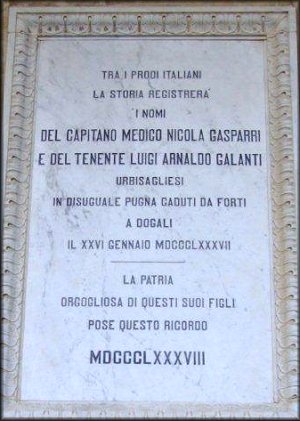 TRA I PRODI ITALIANI
LA STORIA REGISTRERA'
I NOMI
DEL CAPITANO MEDICO NICOLA GASPARRI
E DEL TENENTE LUIGI ARNALDO GALANTI
URBISAGLIESI
IN DISUGUALE PUGNA CADUTI DA FORTI
A DOGALI
IL XXVI GENNAIO MDCCCLXXXVII
LA PATRIA
ORGOGLIOSA DI QUESTI SUOI FIGLI
POSE QUESTO RICORDO
MDCCCLXXXVIII